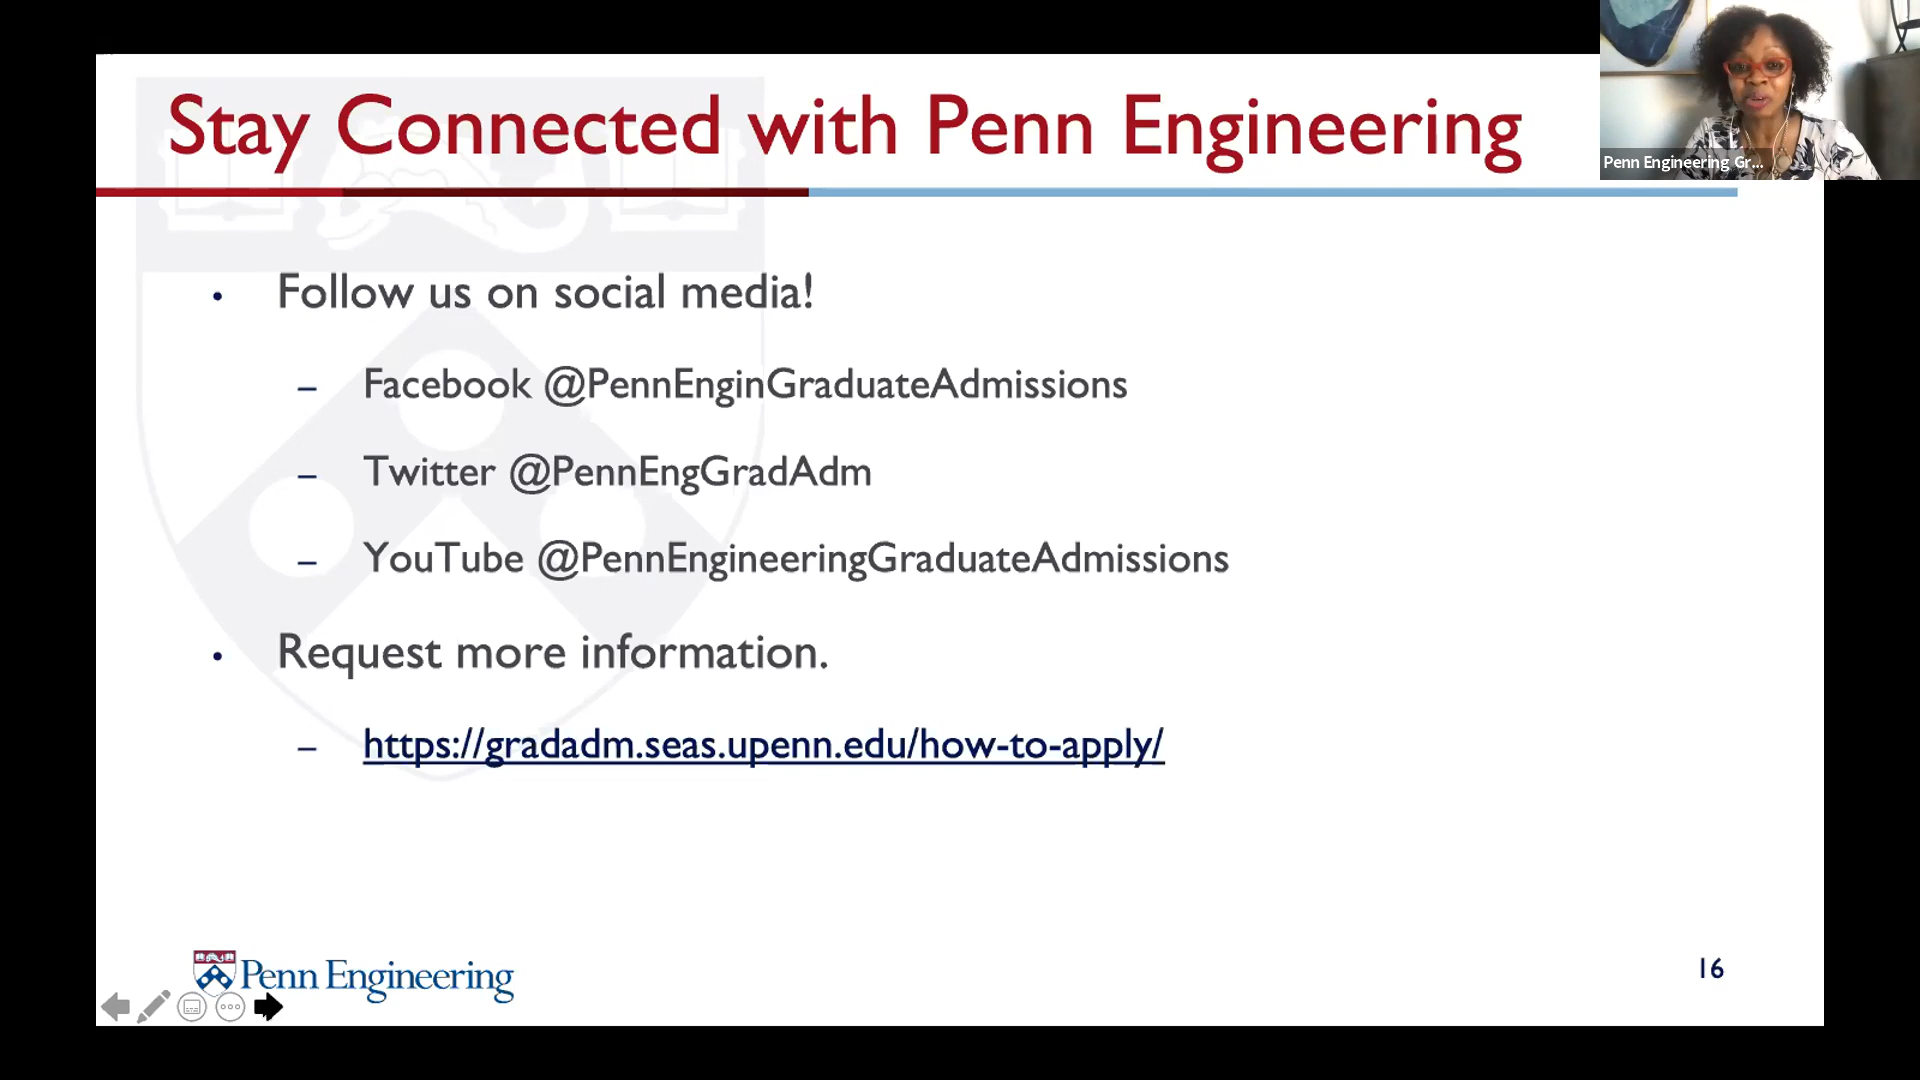 Stay Connected with Penn Engineering
Penn Engineering Gr...
• Follow us on social media!
– Facebook @PennEnginGraduateAdmissions
– Twitter @PennEngGradAdm
– YouTube @PennEngineeringGraduateAdmissions
• Request more information.
– https://gradadm.seas.upenn.edu/how-to-apply/
Penn Engineering
16